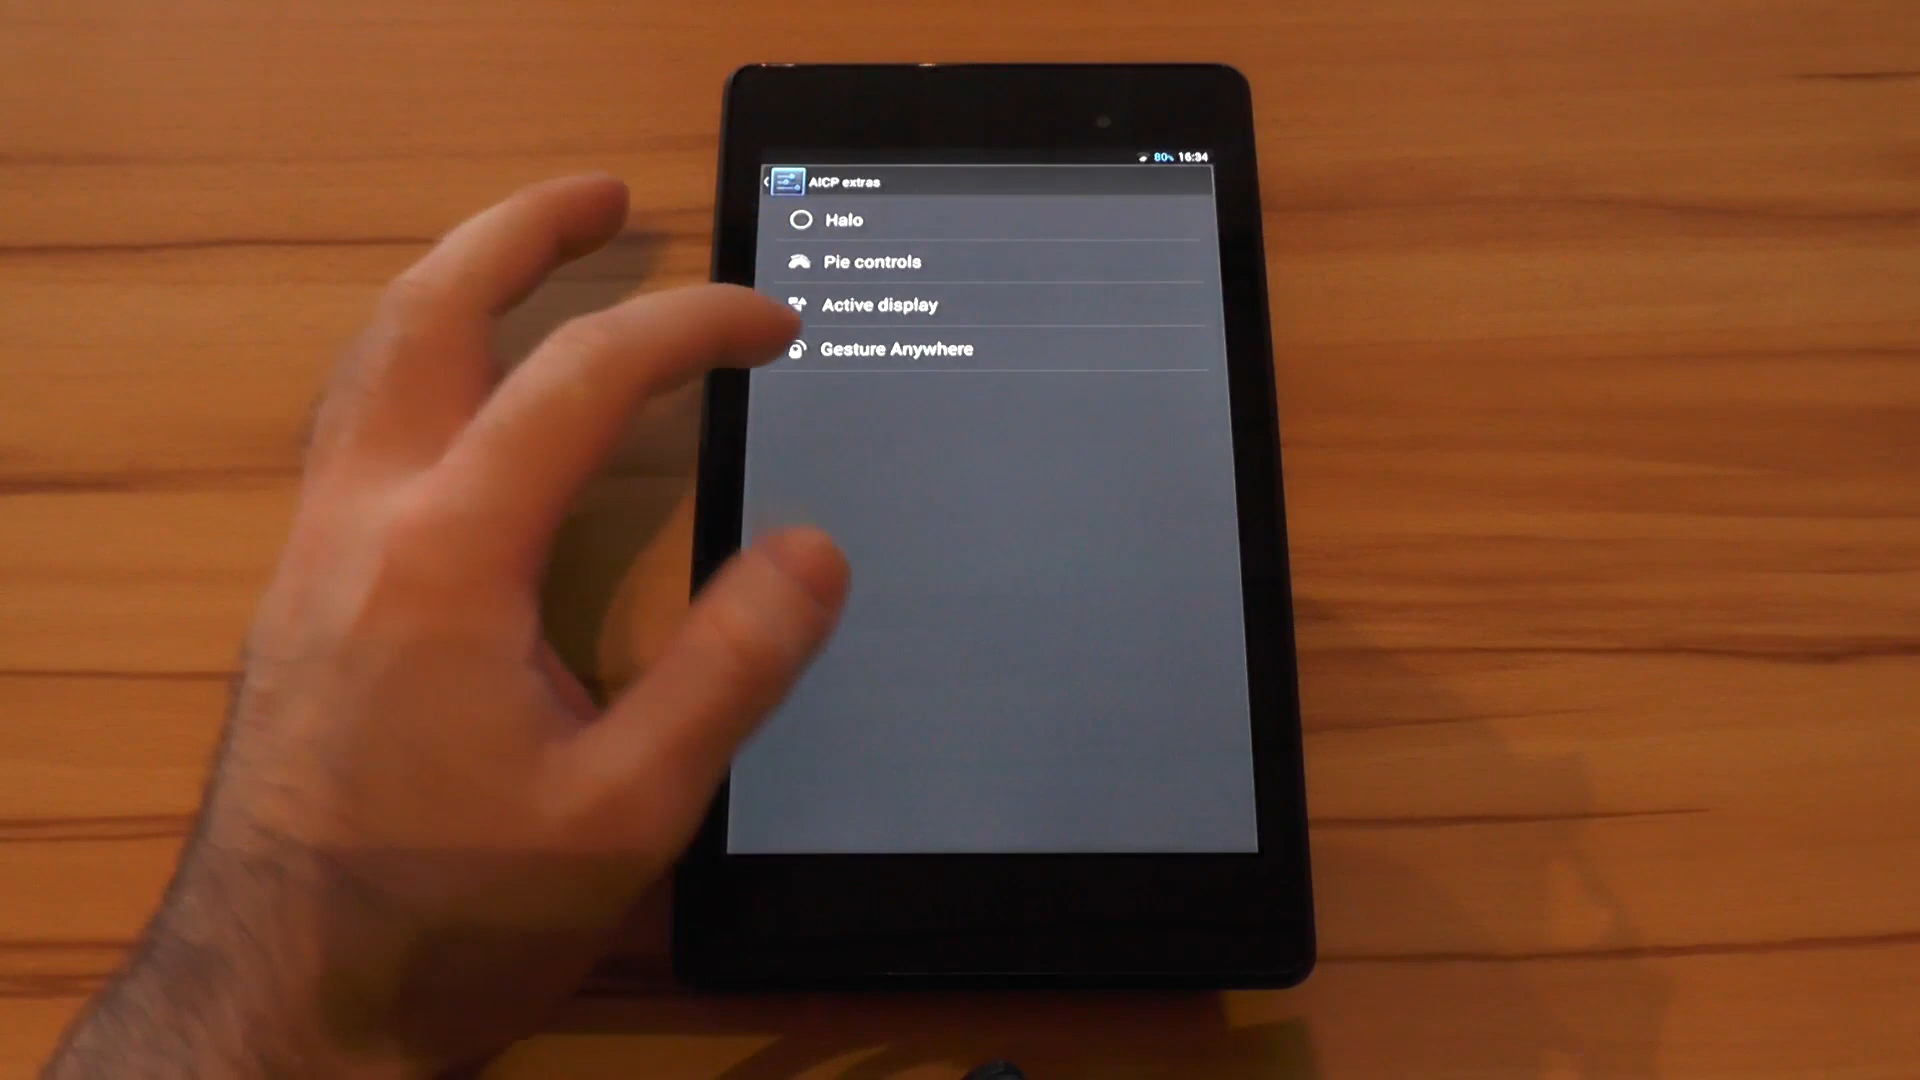 80% 16:34
AICP extras
Halo
Pie controls
Active display
Gesture Anywhere